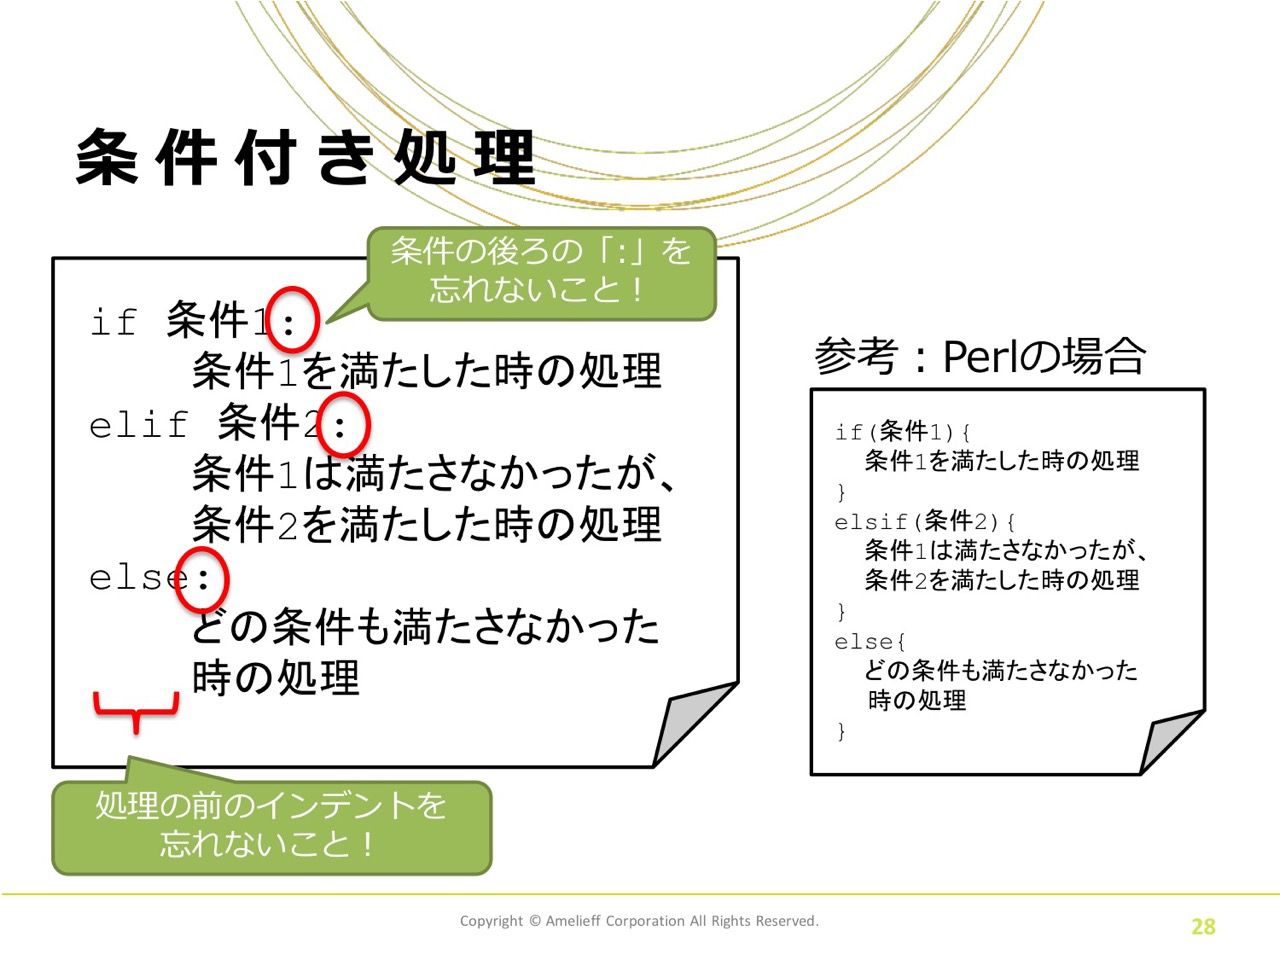 条件付き処理
条件の後ろの「:」を
忘れないこと！
if 条件1:
条件1を満たした時の処理
elif 条件2:
条件1は満たさなかったが、
条件2を満たした時の処理
else:
どの条件も満たさなかった
時の処理
処理の前のインデントを
忘れないこと！
参考：Perlの場合
if(条件1){
条件1を満たした時の処理
}
elsif(条件2){
条件1は満たさなかったが、
条件2を満たした時の処理
}
else{
どの条件も満たさなかった
時の処理
}
Copyright © Amelieff Corporation All Rights Reserved.
28